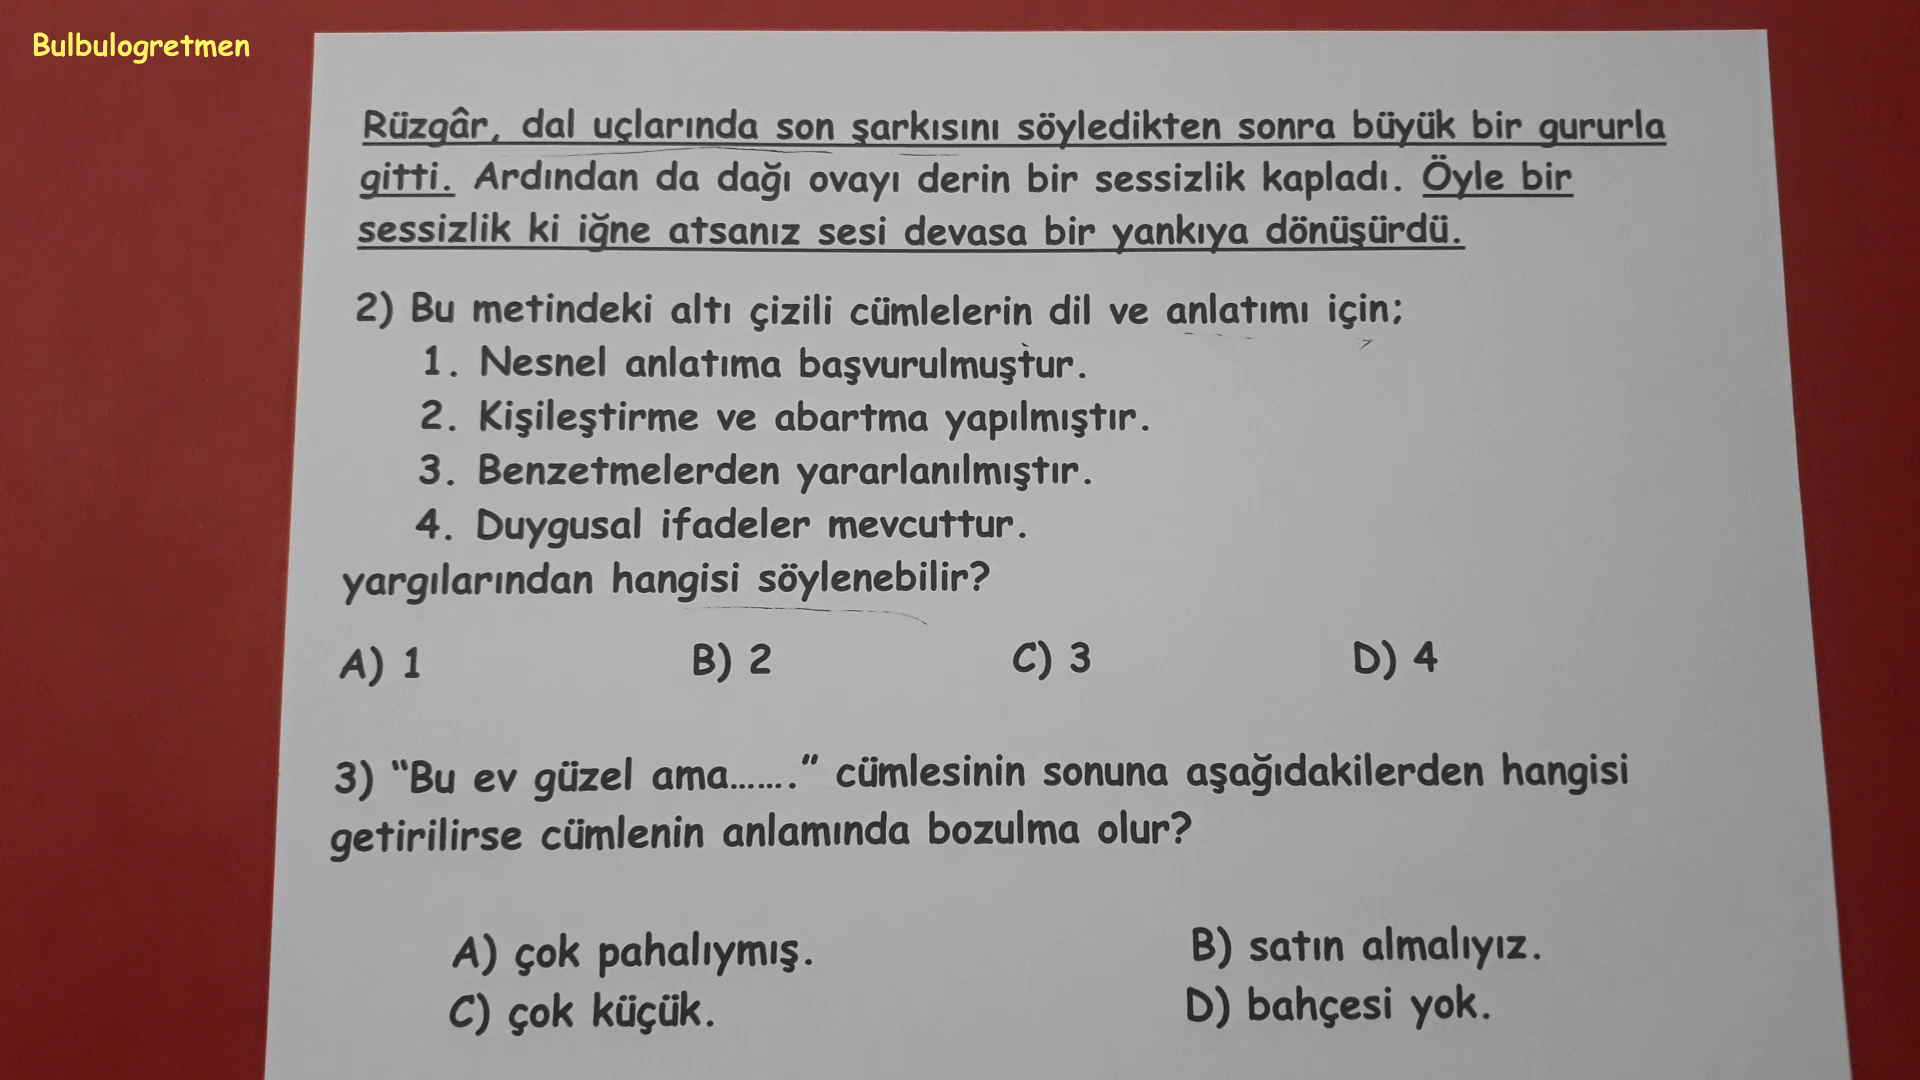 Bulbulogretmen
Rüzgâr, dal uçlarında son şarkısını söyledikten sonra büyük bir gururla
gitti. Ardından da dağı ovayı derin bir sessizlik kapladı. Öyle bir
sessizlik ki iğne atsanız sesi devasa bir yankıya dönüşürdü.
2) Bu metindeki altı çizili cümlelerin dil ve anlatımı için;
1. Nesnel anlatıma başvurulmuştur.
2. Kişileştirme ve abartma yapılmıştır.
3. Benzetmelerden yararlanılmıştır.
4. Duygusal ifadeler mevcuttur.
yargılarından hangisi söylenebilir?
A) 1 B) 2 C) 3 D) 4
3) “Bu ev güzel ama…….” cümlesinin sonuna aşağıdakilerden hangisi
getirilirse cümlenin anlamında bozulma olur?
A) çok pahalıymış. B) satın almalıyız.
C) çok küçük. D) bahçesi yok.